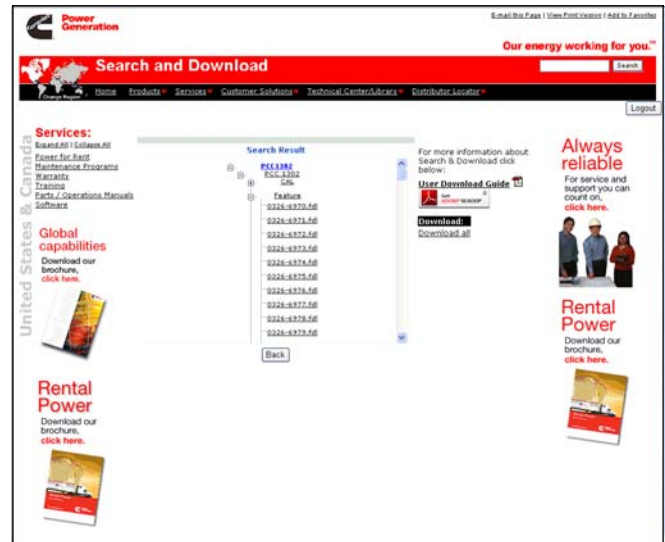 Power
Generation
E-mail this Page | View Print Version | Add to Favorites
Our energy working for you.™
Search and Download
Search
Change Region
Home Products Services Customer Solutions Technical Center/Library Distributor Locator
Logout
United States & Canada
Services:
Expand All | Collapse All
Power for Rent
Maintenance Programs
Warranty
Training
Parts / Operations Manuals
Software
Global
capabilities
Download our
brochure,
click here.
Rental
Power
Download our
brochure,
click here.
Search Result
PCC1302
PCC 1302
CAL
Feature
0326-6970.fdl
0326-6971.fdl
0326-6972.fdl
0326-6973.fdl
0326-6974.fdl
0326-6975.fdl
0326-6976.fdl
0326-6977.fdl
0326-6978.fdl
0326-6979.fdl
Back
For more information about
Search & Download click
below:
User Download Guide
Get
ADOBE® READER®
Download:
Download all
Always
reliable
For service and
support you can
count on,
click here.
Rental
Power
Download our
brochure,
click here.